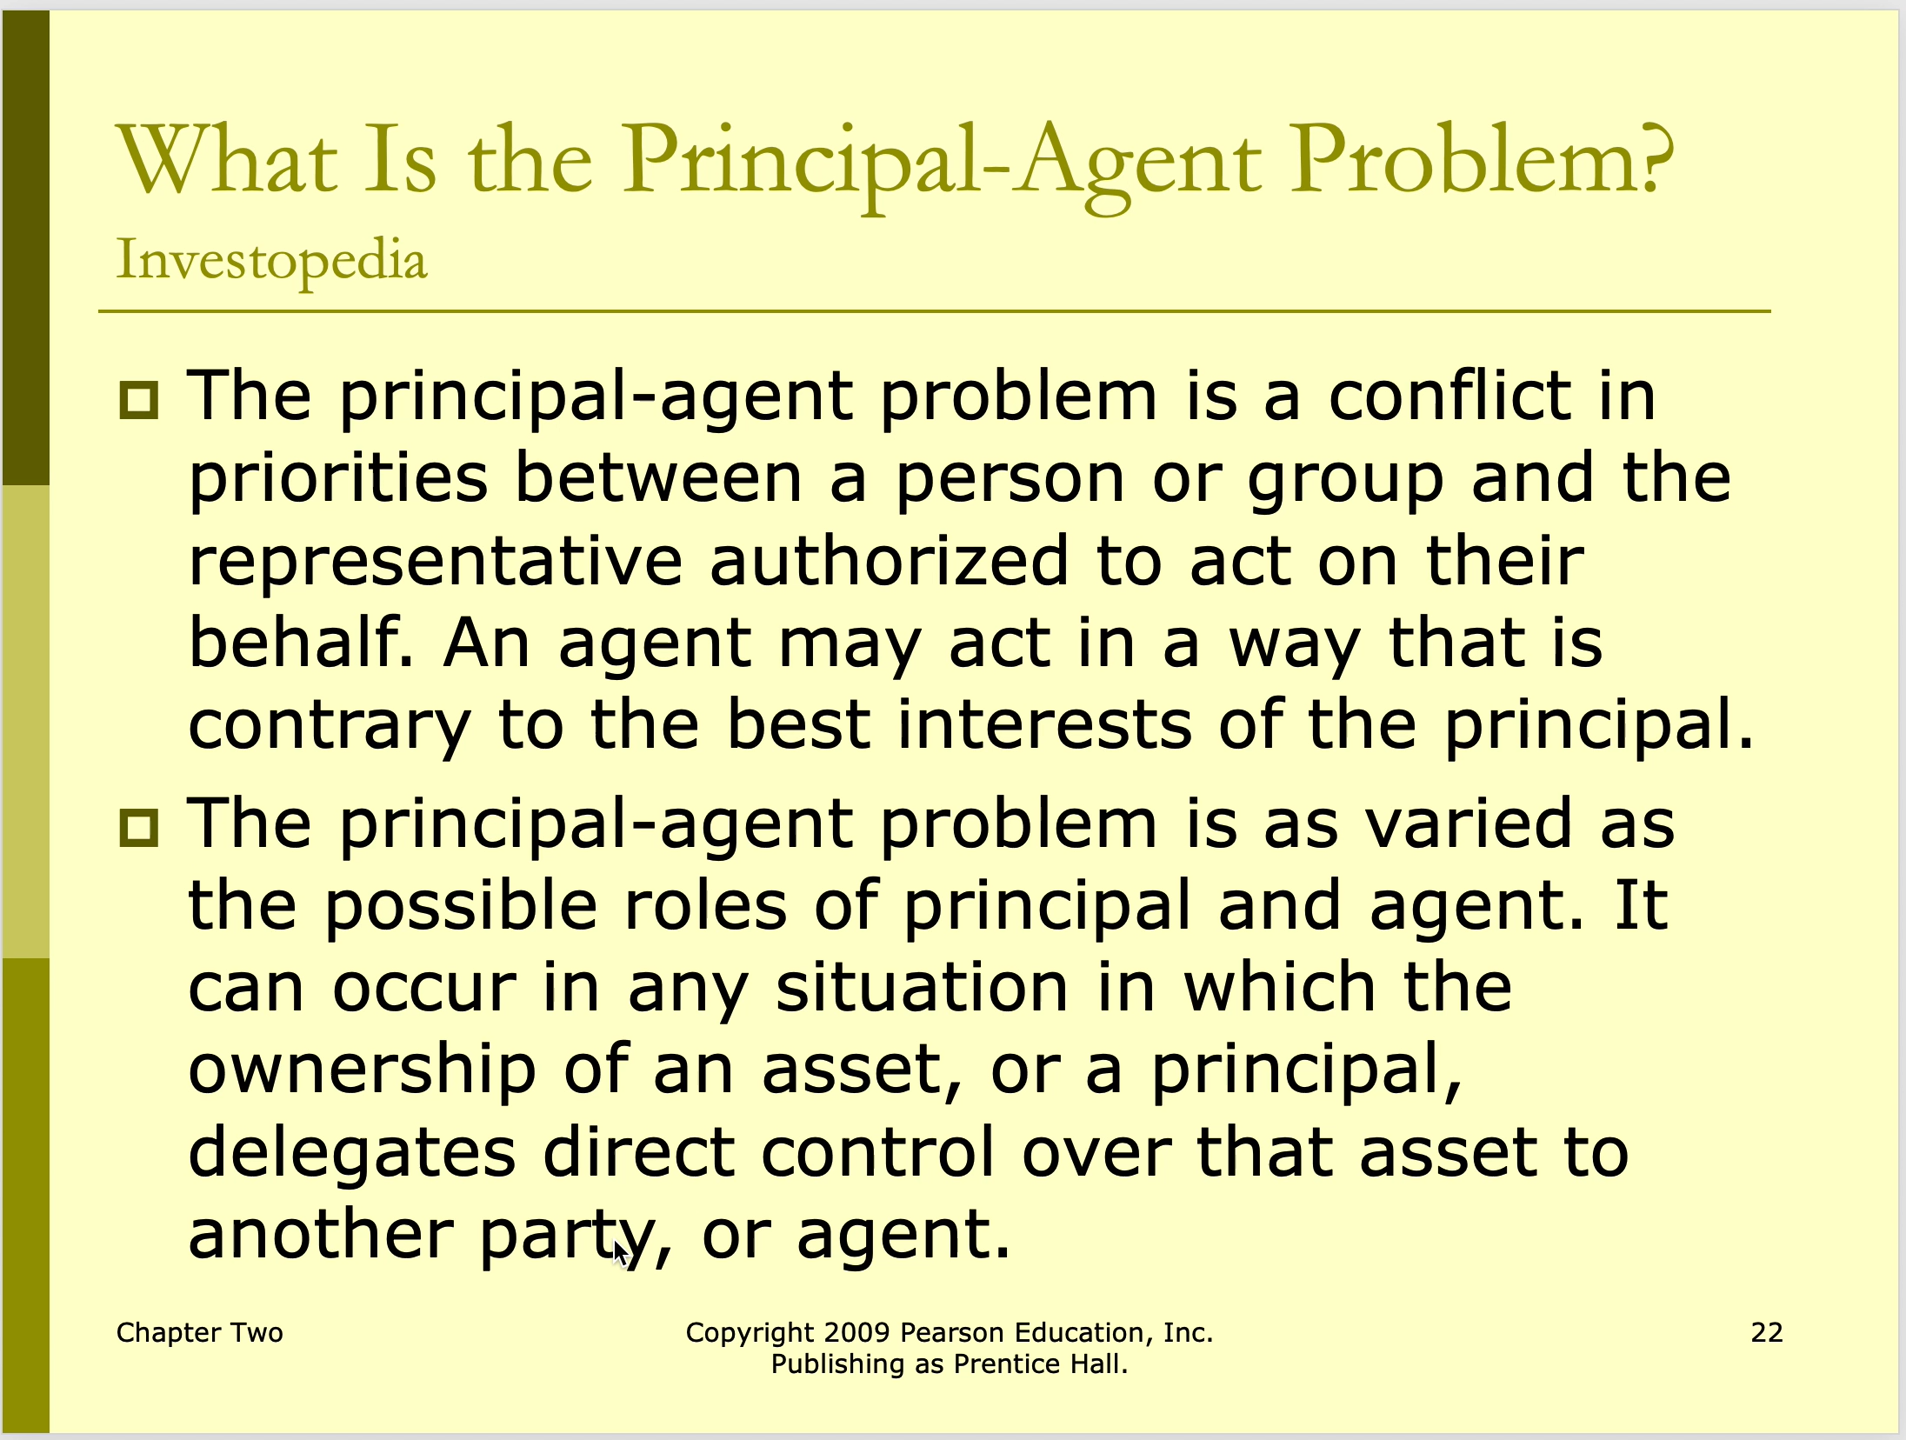 What Is the Principal-Agent Problem?
Investopedia
The principal-agent problem is a conflict in
priorities between a person or group and the
representative authorized to act on their
behalf. An agent may act in a way that is
contrary to the best interests of the principal.
The principal-agent problem is as varied as
the possible roles of principal and agent. It
can occur in any situation in which the
ownership of an asset, or a principal,
delegates direct control over that asset to
another party, or agent.
Chapter Two
Copyright 2009 Pearson Education, Inc.
Publishing as Prentice Hall.
22